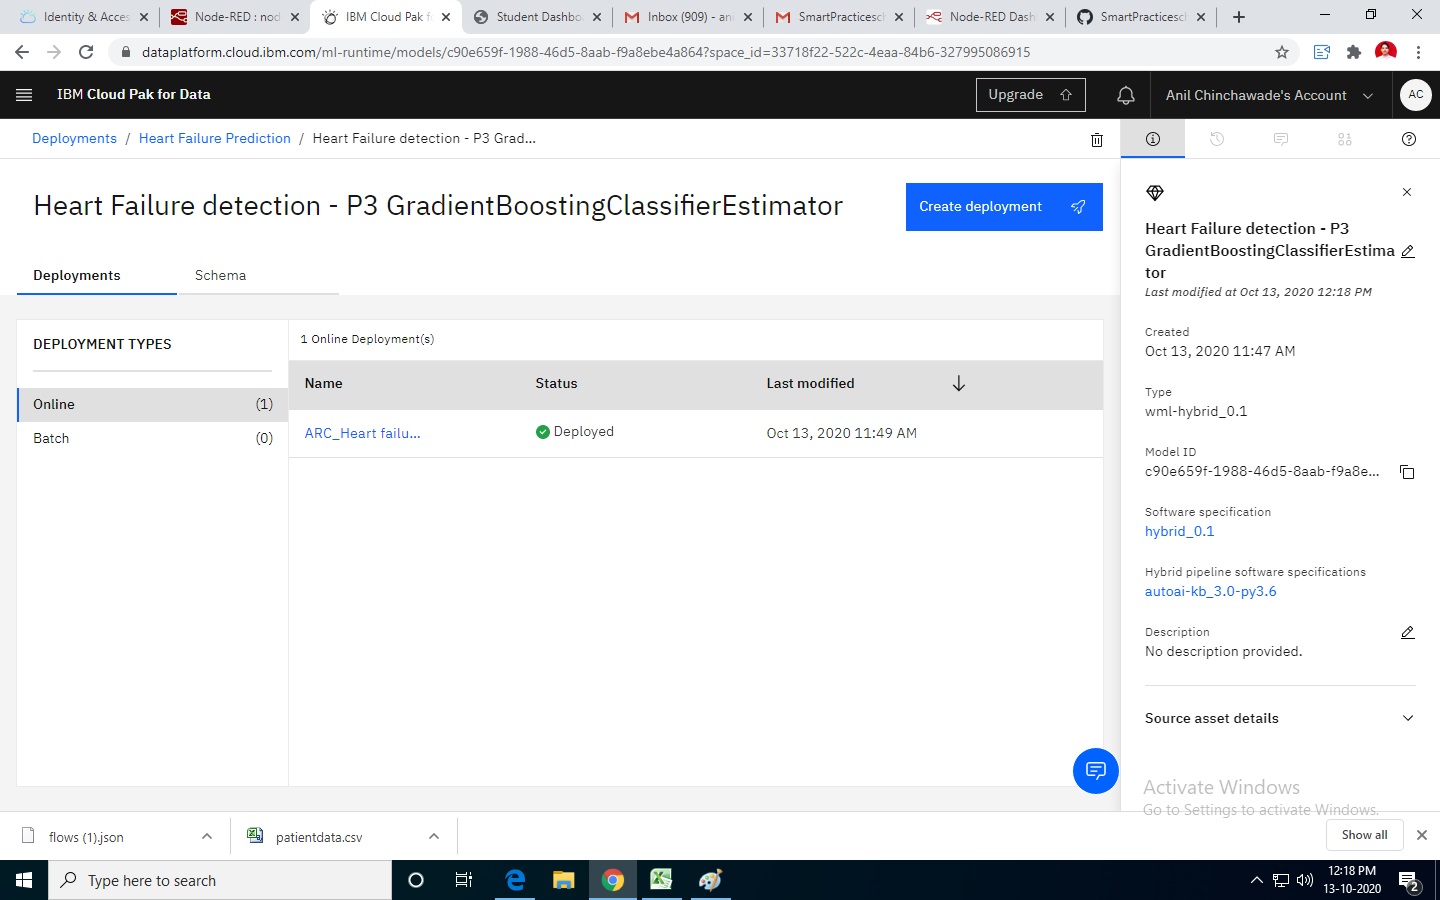 Identity & Acces
Node-RED : nod
IBM Cloud Pak f
Student Dashbo
Inbox (909) - an
SmartPracticesch
Node-RED Dash
SmartPracticesch
dataplatform.cloud.ibm.com/ml-runtime/models/c90e659f-1988-46d5-8aab-f9a8ebe4a864?space_id=33718f22-522c-4eaa-84b6-327995086915
IBM Cloud Pak for Data
Upgrade
Anil Chinchawade's Account
AC
Deployments / Heart Failure Prediction / Heart Failure detection - P3 Grad...
Heart Failure detection - P3 GradientBoostingClassifierEstimator
Create deployment
Deployments
Schema
DEPLOYMENT TYPES
Online (1)
Batch (0)
1 Online Deployment(s)
Name Status Last modified
ARC_Heart failu... Deployed Oct 13, 2020 11:49 AM
Heart Failure detection - P3
GradientBoostingClassifierEstima
tor
Last modified at Oct 13, 2020 12:18 PM
Created
Oct 13, 2020 11:47 AM
Type
wml-hybrid_0.1
Model ID
c90e659f-1988-46d5-8aab-f9a8e...
Software specification
hybrid_0.1
Hybrid pipeline software specifications
autoai-kb_3.0-py3.6
Description
No description provided.
Source asset details
Activate Windows
Go to Settings to activate Windows.
flows (1).json
patientdata.csv
Show all
Type here to search
12:18 PM
13-10-2020
2